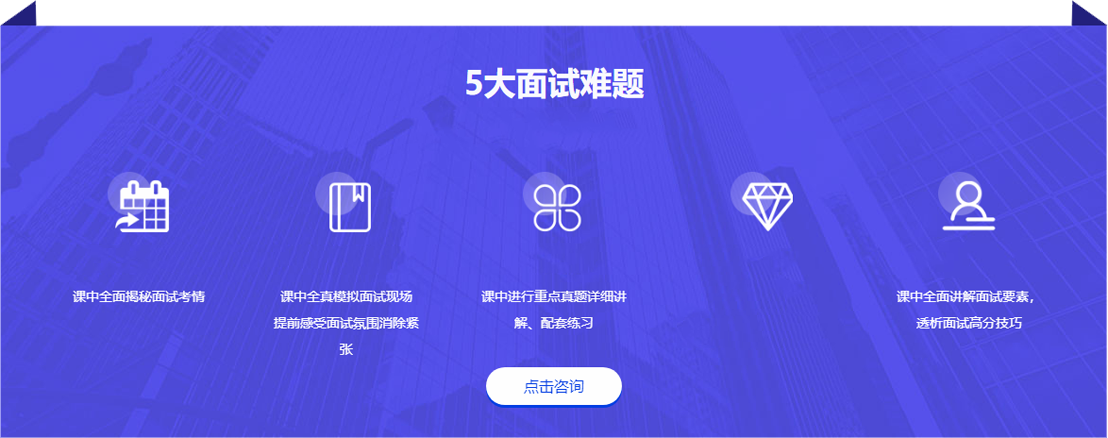 5大面试难题
课中全面揭秘面试考情
课中全真模拟面试现场
提前感受面试氛围消除紧
张
课中进行重点真题详细讲
解、配套练习
课中全面讲解面试要素，
透析面试高分技巧
点击咨询